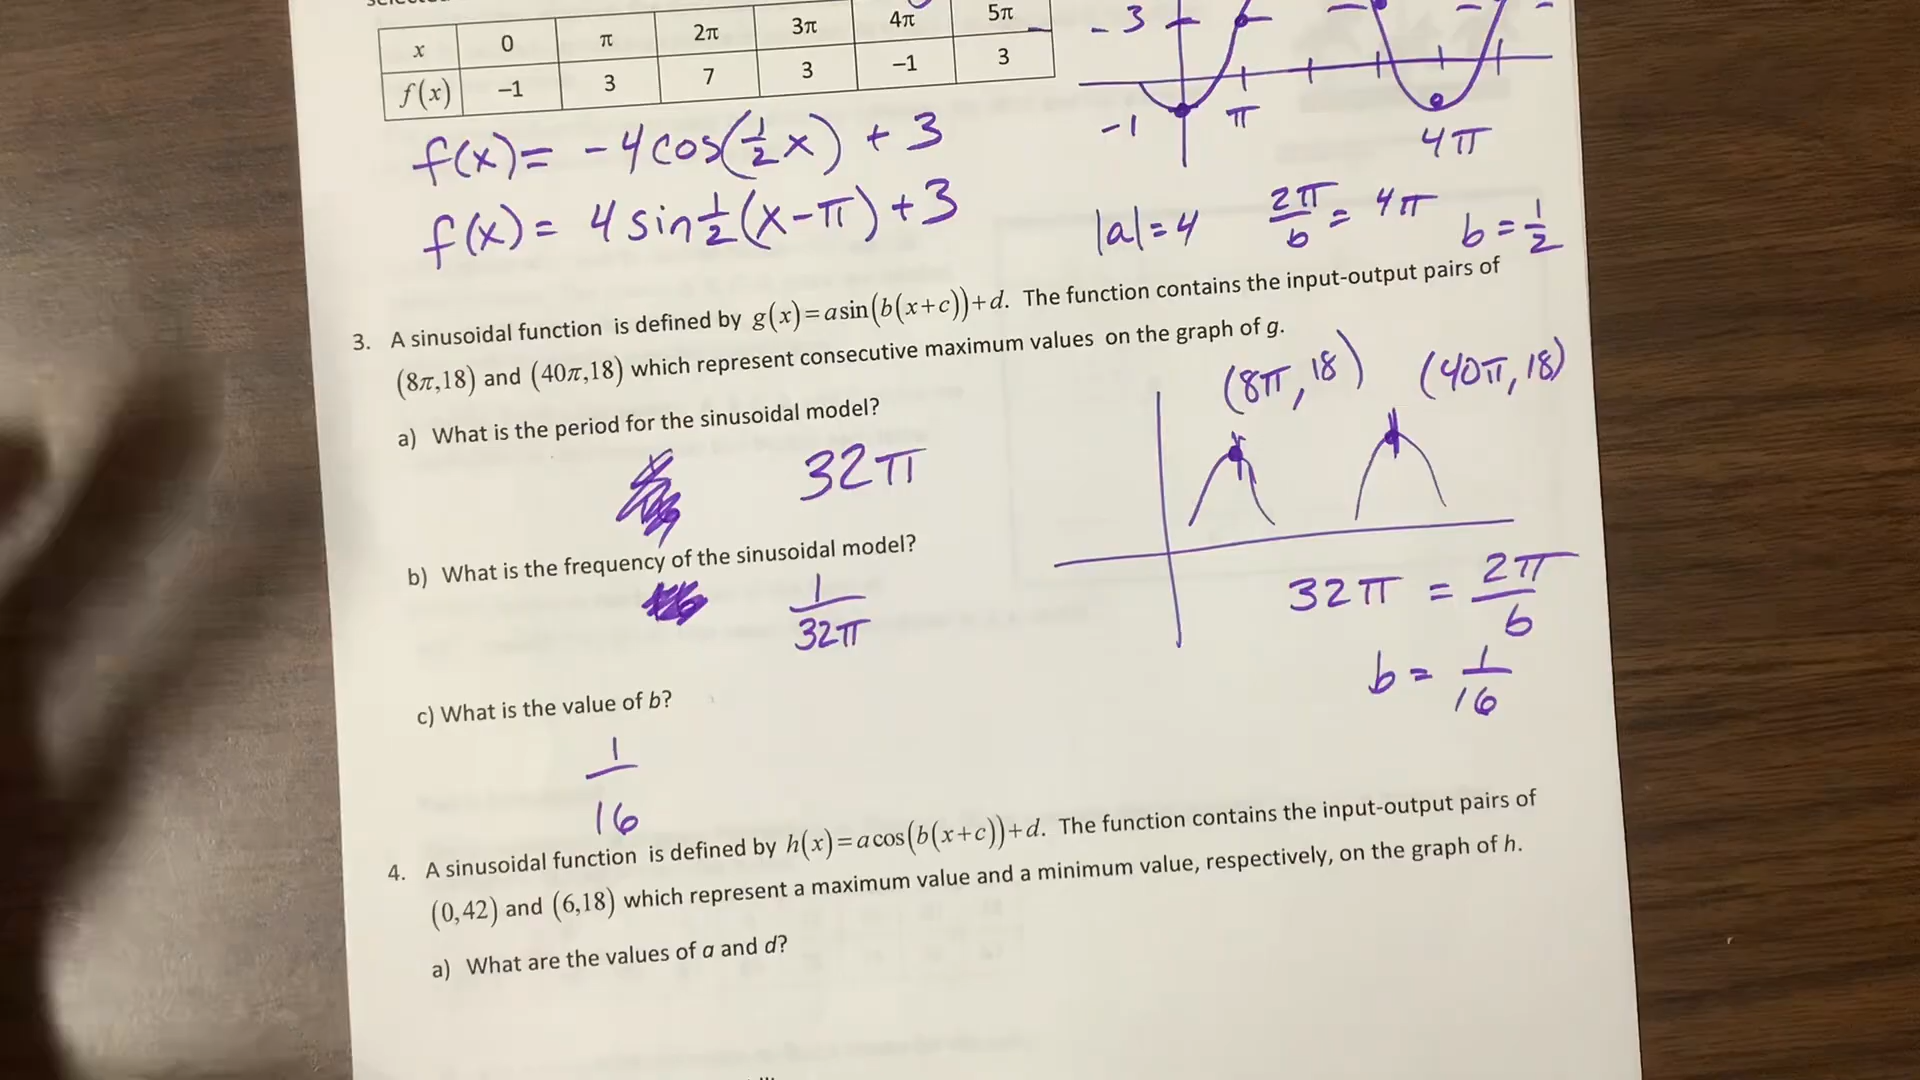 x 0 π 2π 3π 4π 5π
f(x) −1 3 7 3 −1 3
- 3
-1 π 4π
f(x) = -4cos(1/2 x) + 3
f(x) = 4 sin 1/2 (x-π) + 3
|a| = 4 2π/b = 4π b = 1/2
3. A sinusoidal function is defined by g(x)=asin(b(x+c))+d. The function contains the input-output pairs of
(8π,18) and (40π,18) which represent consecutive maximum values on the graph of g.
(8π, 18) (40π, 18)
a) What is the period for the sinusoidal model?
32π
b) What is the frequency of the sinusoidal model?
1/32π
32π = 2π/b
b = 1/16
c) What is the value of b?
1/16
4. A sinusoidal function is defined by h(x)=acos(b(x+c))+d. The function contains the input-output pairs of
(0,42) and (6,18) which represent a maximum value and a minimum value, respectively, on the graph of h.
a) What are the values of a and d?